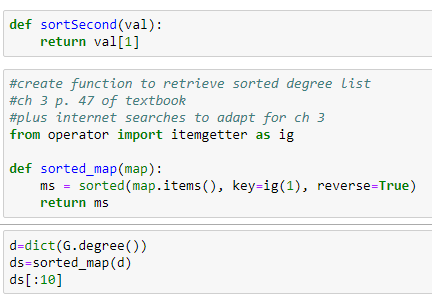 def sortSecond(val):
    return val[1]
#create function to retrieve sorted degree list
#ch 3 p. 47 of textbook
#plus internet searches to adapt for ch 3
from operator import itemgetter as ig
def sorted_map(map):
    ms = sorted(map.items(), key=ig(1), reverse=True)
    return ms
d=dict(G.degree())
ds=sorted_map(d)
ds[:10]